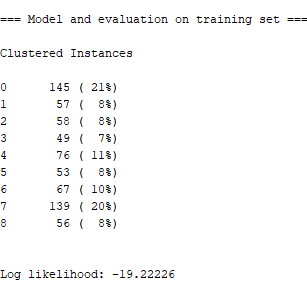 === Model and evaluation on training set ===
Clustered Instances
0 145 ( 21%)
1 57 ( 8%)
2 58 ( 8%)
3 49 ( 7%)
4 76 ( 11%)
5 53 ( 8%)
6 67 ( 10%)
7 139 ( 20%)
8 56 ( 8%)
Log likelihood: -19.22226